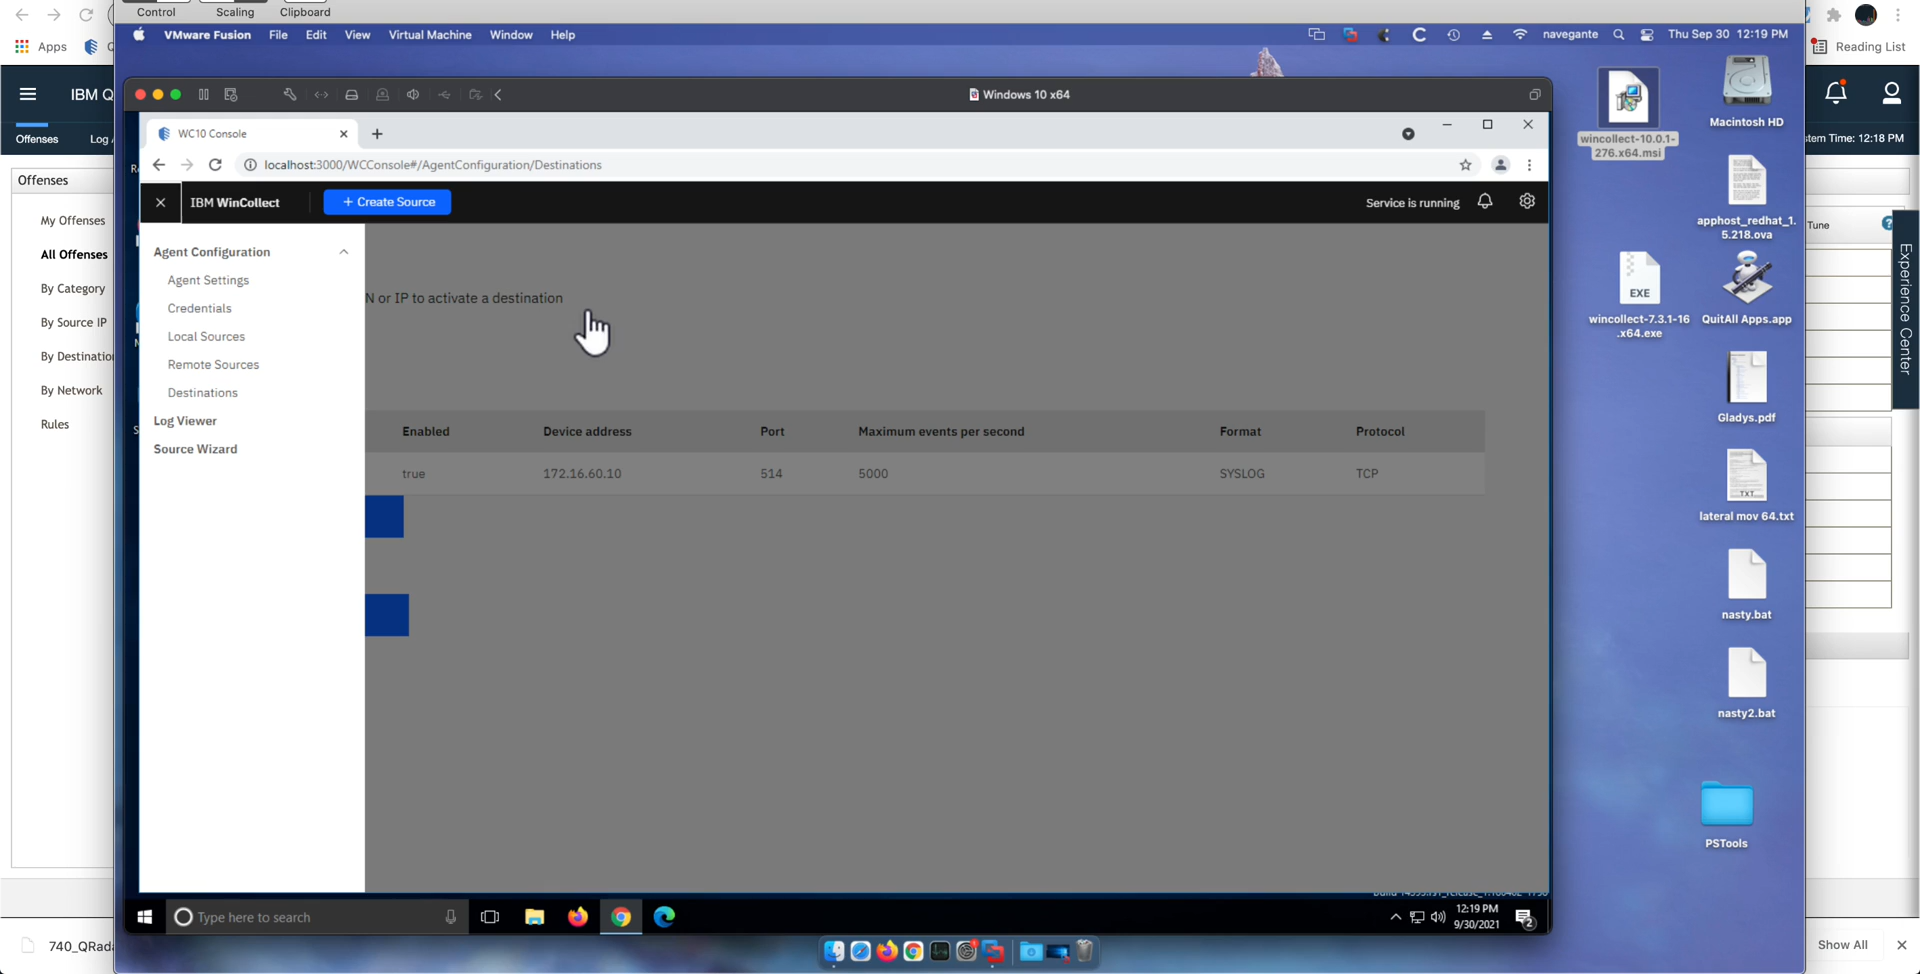 Control
Scaling
Clipboard
VMware Fusion File Edit View Virtual Machine Window Help
navegante
Thu Sep 30 12:19 PM
Apps
Reading List
Windows 10 x64
WC10 Console
localhost:3000/WCConsole#/AgentConfiguration/Destinations
IBM WinCollect
+ Create Source
Service is running
Agent Configuration
Agent Settings
Credentials
Local Sources
Remote Sources
Destinations
Log Viewer
Source Wizard
N or IP to activate a destination
Enabled Device address Port Maximum events per second Format Protocol
true 172.16.60.10 514 5000 SYSLOG TCP
Type here to search
12:19 PM
9/30/2021
2
IBM Q
Offenses
Log
Offenses
My Offenses
All Offenses
By Category
By Source IP
By Destination
By Network
Rules
740_QRada
wincollect-10.0.1-
276.x64.msi
Macintosh HD
apphost_redhat_1.
5.218.ova
EXE
wincollect-7.3.1-16
.x64.exe
QuitAll Apps.app
Gladys.pdf
TXT
lateral mov 64.txt
nasty.bat
nasty2.bat
PSTools
stem Time: 12:18 PM
Tune
?
Experience Center
Show All